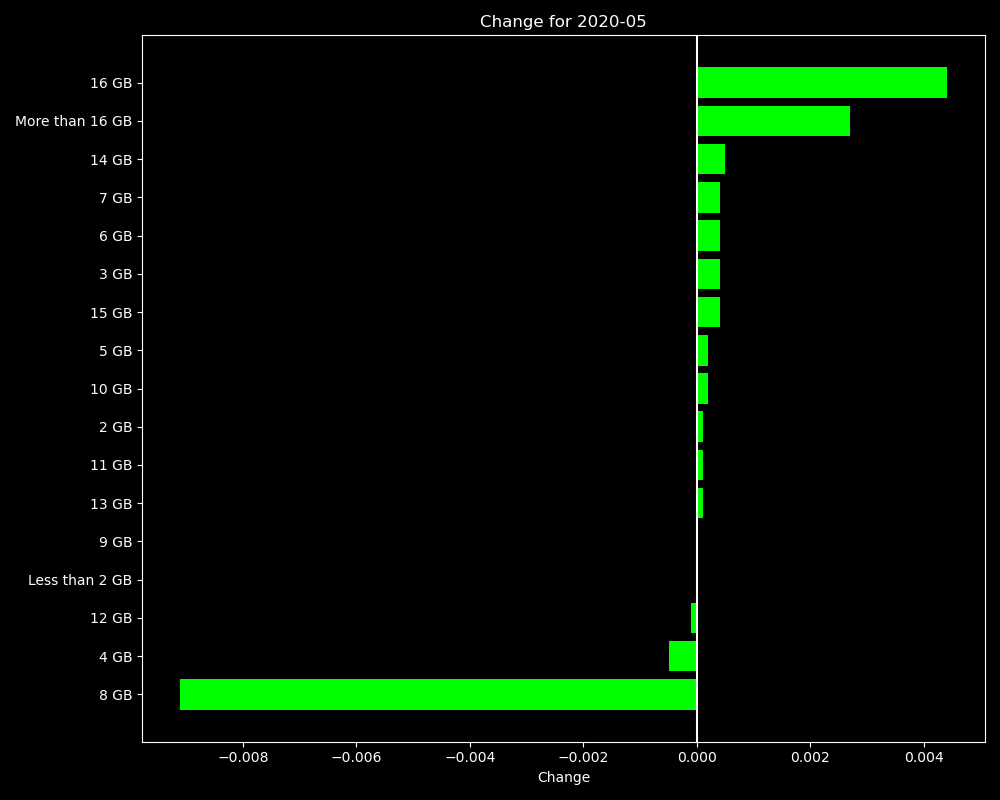 Change for 2020-05
16 GB
More than 16 GB
14 GB
7 GB
6 GB
3 GB
15 GB
5 GB
10 GB
2 GB
11 GB
13 GB
9 GB
Less than 2 GB
12 GB
4 GB
8 GB
−0.008 −0.006 −0.004 −0.002 0.000 0.002 0.004
Change